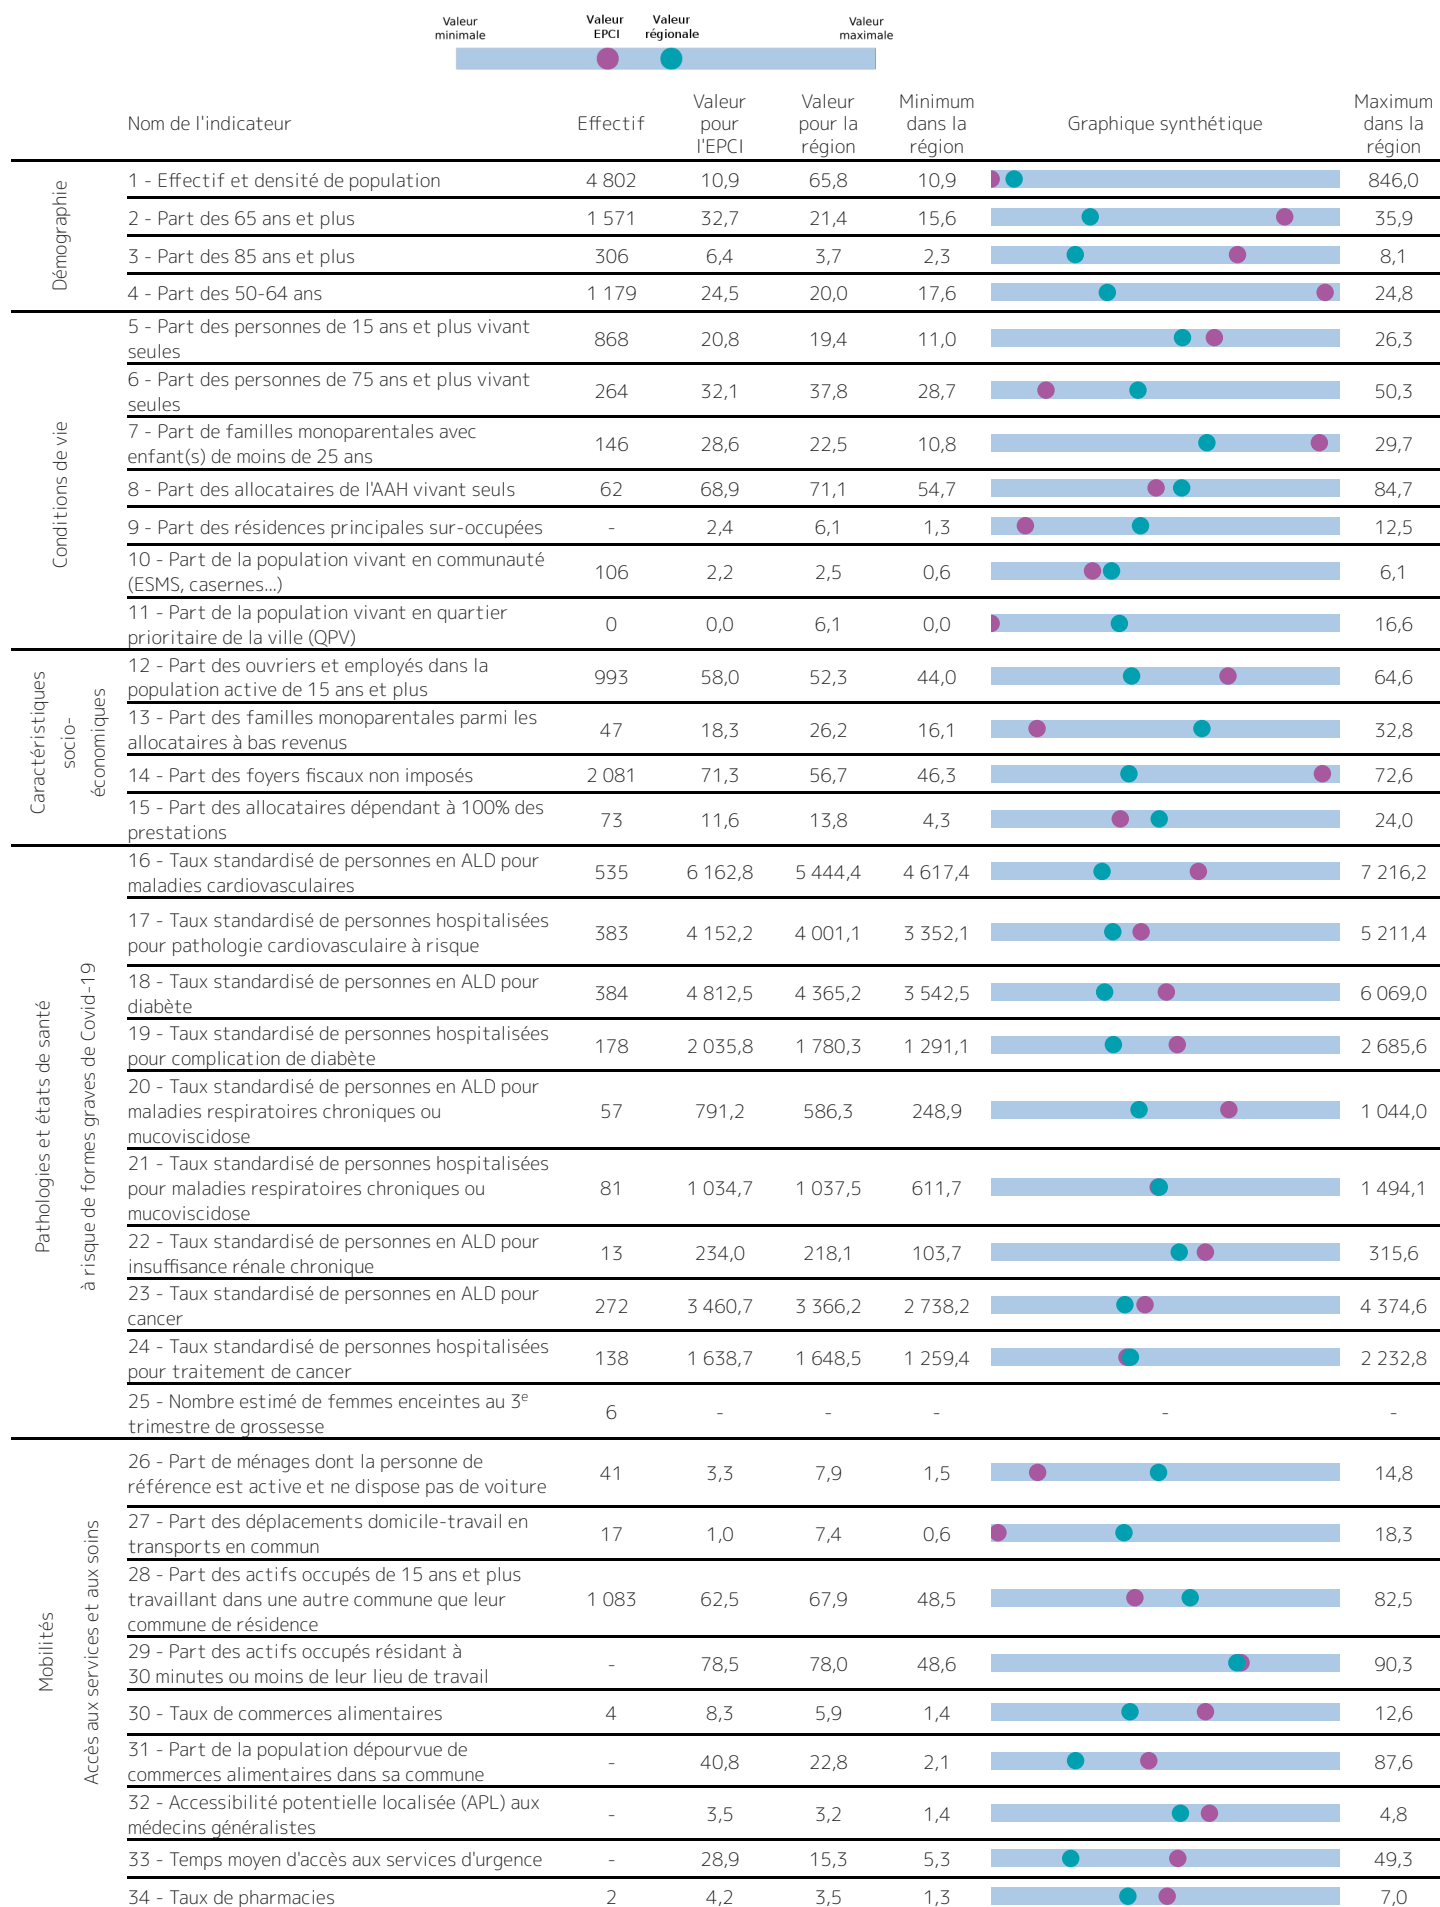 Valeur minimale
Valeur EPCI
Valeur régionale
Valeur maximale
Nom de l'indicateur
Effectif
Valeur pour l'EPCI
Valeur pour la région
Minimum dans la région
Graphique synthétique
Maximum dans la région
Démographie
1 - Effectif et densité de population 4 802 10,9 65,8 10,9 846,0
2 - Part des 65 ans et plus 1 571 32,7 21,4 15,6 35,9
3 - Part des 85 ans et plus 306 6,4 3,7 2,3 8,1
4 - Part des 50-64 ans 1 179 24,5 20,0 17,6 24,8
Conditions de vie
5 - Part des personnes de 15 ans et plus vivant
seules 868 20,8 19,4 11,0 26,3
6 - Part des personnes de 75 ans et plus vivant
seules 264 32,1 37,8 28,7 50,3
7 - Part de familles monoparentales avec
enfant(s) de moins de 25 ans 146 28,6 22,5 10,8 29,7
8 - Part des allocataires de l'AAH vivant seuls 62 68,9 71,1 54,7 84,7
9 - Part des résidences principales sur-occupées - 2,4 6,1 1,3 12,5
10 - Part de la population vivant en communauté
(ESMS, casernes...) 106 2,2 2,5 0,6 6,1
11 - Part de la population vivant en quartier
prioritaire de la ville (QPV) 0 0,0 6,1 0,0 16,6
Caractéristiques
socio-
économiques
12 - Part des ouvriers et employés dans la
population active de 15 ans et plus 993 58,0 52,3 44,0 64,6
13 - Part des familles monoparentales parmi les
allocataires à bas revenus 47 18,3 26,2 16,1 32,8
14 - Part des foyers fiscaux non imposés 2 081 71,3 56,7 46,3 72,6
15 - Part des allocataires dépendant à 100% des
prestations 73 11,6 13,8 4,3 24,0
Pathologies et états de santé
à risque de formes graves de Covid-19
16 - Taux standardisé de personnes en ALD pour
maladies cardiovasculaires 535 6 162,8 5 444,4 4 617,4 7 216,2
17 - Taux standardisé de personnes hospitalisées
pour pathologie cardiovasculaire à risque 383 4 152,2 4 001,1 3 352,1 5 211,4
18 - Taux standardisé de personnes en ALD pour
diabète 384 4 812,5 4 365,2 3 542,5 6 069,0
19 - Taux standardisé de personnes hospitalisées
pour complication de diabète 178 2 035,8 1 780,3 1 291,1 2 685,6
20 - Taux standardisé de personnes en ALD pour
maladies respiratoires chroniques ou 57 791,2 586,3 248,9 1 044,0
mucoviscidose
21 - Taux standardisé de personnes hospitalisées
pour maladies respiratoires chroniques ou 81 1 034,7 1 037,5 611,7 1 494,1
mucoviscidose
22 - Taux standardisé de personnes en ALD pour
insuffisance rénale chronique 13 234,0 218,1 103,7 315,6
23 - Taux standardisé de personnes en ALD pour
cancer 272 3 460,7 3 366,2 2 738,2 4 374,6
24 - Taux standardisé de personnes hospitalisées
pour traitement de cancer 138 1 638,7 1 648,5 1 259,4 2 232,8
25 - Nombre estimé de femmes enceintes au 3e
trimestre de grossesse 6 - - - - -
Mobilités
Accès aux services et aux soins
26 - Part de ménages dont la personne de
référence est active et ne dispose pas de voiture 41 3,3 7,9 1,5 14,8
27 - Part des déplacements domicile-travail en
transports en commun 17 1,0 7,4 0,6 18,3
28 - Part des actifs occupés de 15 ans et plus
travaillant dans une autre commune que leur 1 083 62,5 67,9 48,5 82,5
commune de résidence
29 - Part des actifs occupés résidant à
30 minutes ou moins de leur lieu de travail - 78,5 78,0 48,6 90,3
30 - Taux de commerces alimentaires 4 8,3 5,9 1,4 12,6
31 - Part de la population dépourvue de
commerces alimentaires dans sa commune - 40,8 22,8 2,1 87,6
32 - Accessibilité potentielle localisée (APL) aux
médecins généralistes - 3,5 3,2 1,4 4,8
33 - Temps moyen d'accès aux services d'urgence - 28,9 15,3 5,3 49,3
34 - Taux de pharmacies 2 4,2 3,5 1,3 7,0